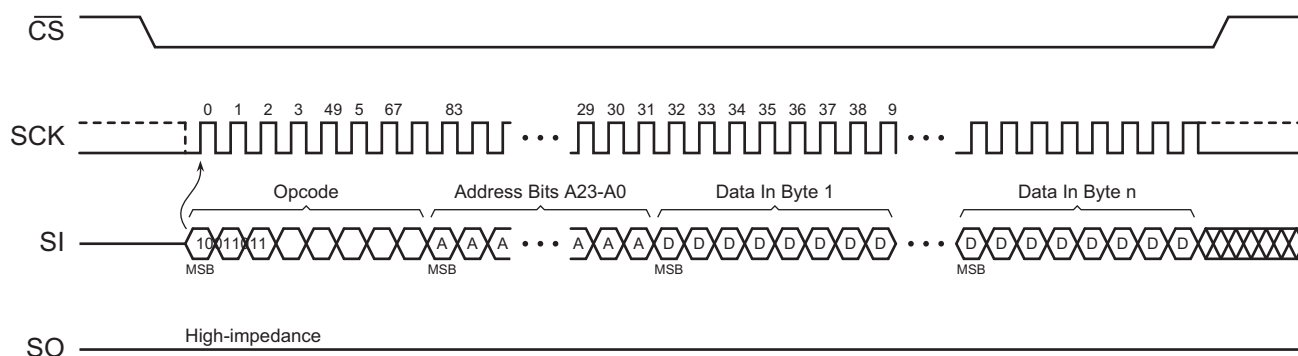 CS
0 1 2 3 49 5 67 83 29 30 31 32 33 34 35 36 37 38 9
SCK
Opcode Address Bits A23-A0 Data In Byte 1 Data In Byte n
SI 10011011 A A A A A A D D D D D D D D D D D D D D D D
MSB MSB MSB MSB
High-impedance
SO